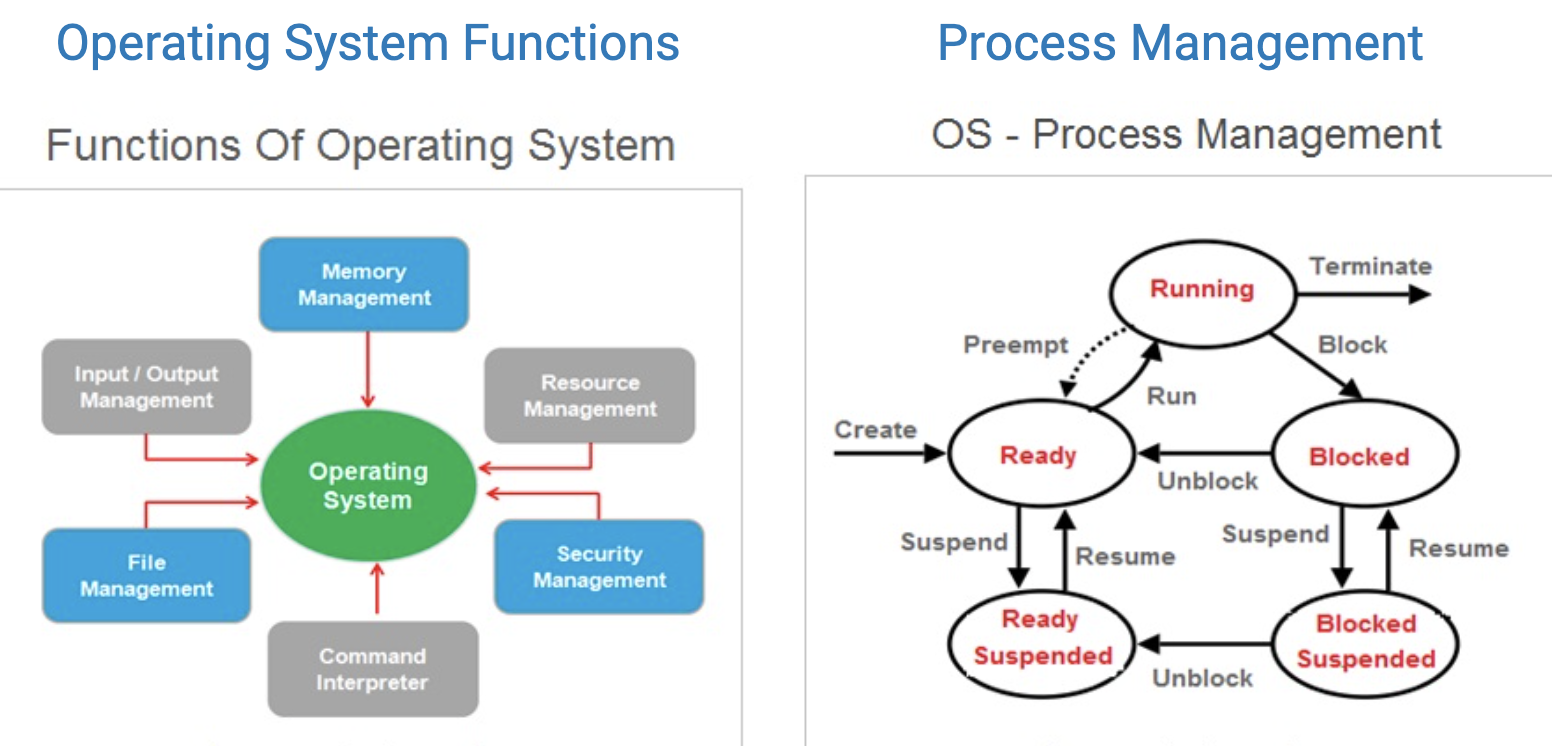 Operating System Functions
Functions Of Operating System
Memory
Management
Input / Output
Management
Resource
Management
Operating
System
File
Management
Security
Management
Command
Interpreter
Process Management
OS - Process Management
Running
Terminate
Preempt
Block
Run
Create
Ready
Blocked
Unblock
Suspend
Resume
Suspend
Resume
Ready
Suspended
Blocked
Suspended
Unblock